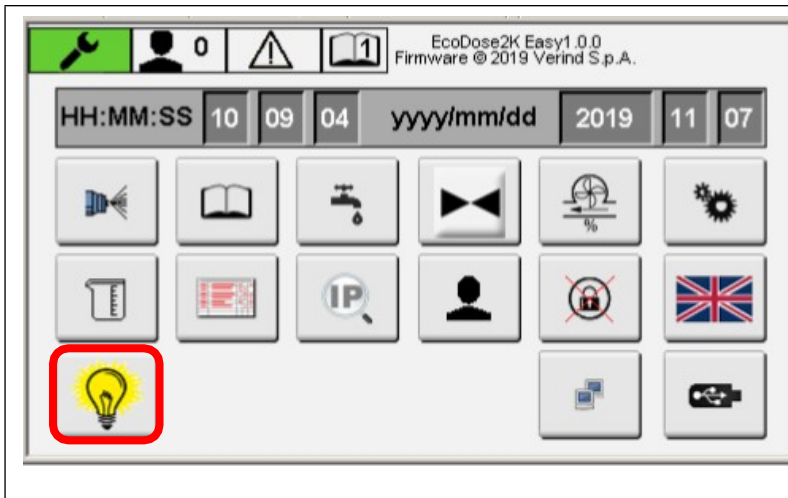 0
1
EcoDose2K Easy1.0.0
Firmware @ 2019 Verind S.p.A.
HH:MM:SS 10 09 04 yyyy/mm/dd 2019 11 07
%
IP